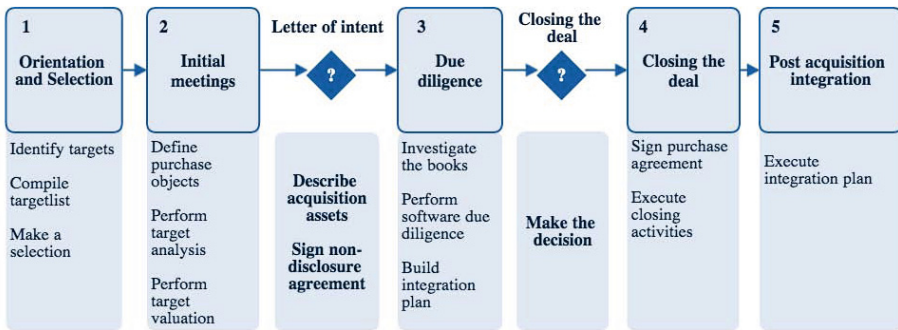 1
Orientation
and Selection
Identify targets
Compile
targetlist
Make a
selection
2
Initial
meetings
Define
purchase
objects
Perform
target
analysis
Perform
target
valuation
Letter of intent
?
Describe
acquisition
assets
Sign non-
disclosure
agreement
3
Due
diligence
Investigate
the books
Perform
software due
diligence
Build
integration
plan
Closing the
deal
?
Make the
decision
4
Closing the
deal
Sign purchase
agreement
Execute
closing
activities
5
Post acquisition
integration
Execute
integration plan